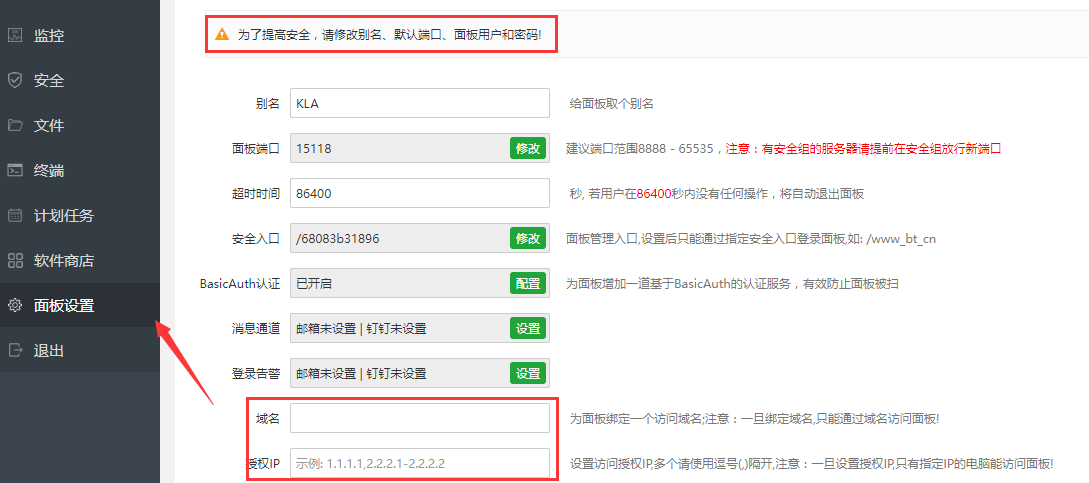 监控
安全
文件
终端
计划任务
软件商店
面板设置
退出
为了提高安全，请修改别名、默认端口、面板用户和密码!
别名 KLA 给面板取个别名
面板端口 15118 修改 建议端口范围8888 - 65535，注意：有安全组的服务器请提前在安全组放行新端口
超时时间 86400 秒, 若用户在86400秒内没有任何操作，将自动退出面板
安全入口 /68083b31896 修改 面板管理入口,设置后只能通过指定安全入口登录面板,如: /www_bt_cn
BasicAuth认证 已开启 配置 为面板增加一道基于BasicAuth的认证服务，有效防止面板被扫
消息通道 邮箱未设置 | 钉钉未设置 设置
登录告警 邮箱未设置 | 钉钉未设置 设置
域名 为面板绑定一个访问域名;注意：一旦绑定域名,只能通过域名访问面板!
授权IP 示例: 1.1.1.1,2.2.2.1-2.2.2.2 设置访问授权IP,多个请使用逗号(,)隔开,注意：一旦设置授权IP,只有指定IP的电脑能访问面板!